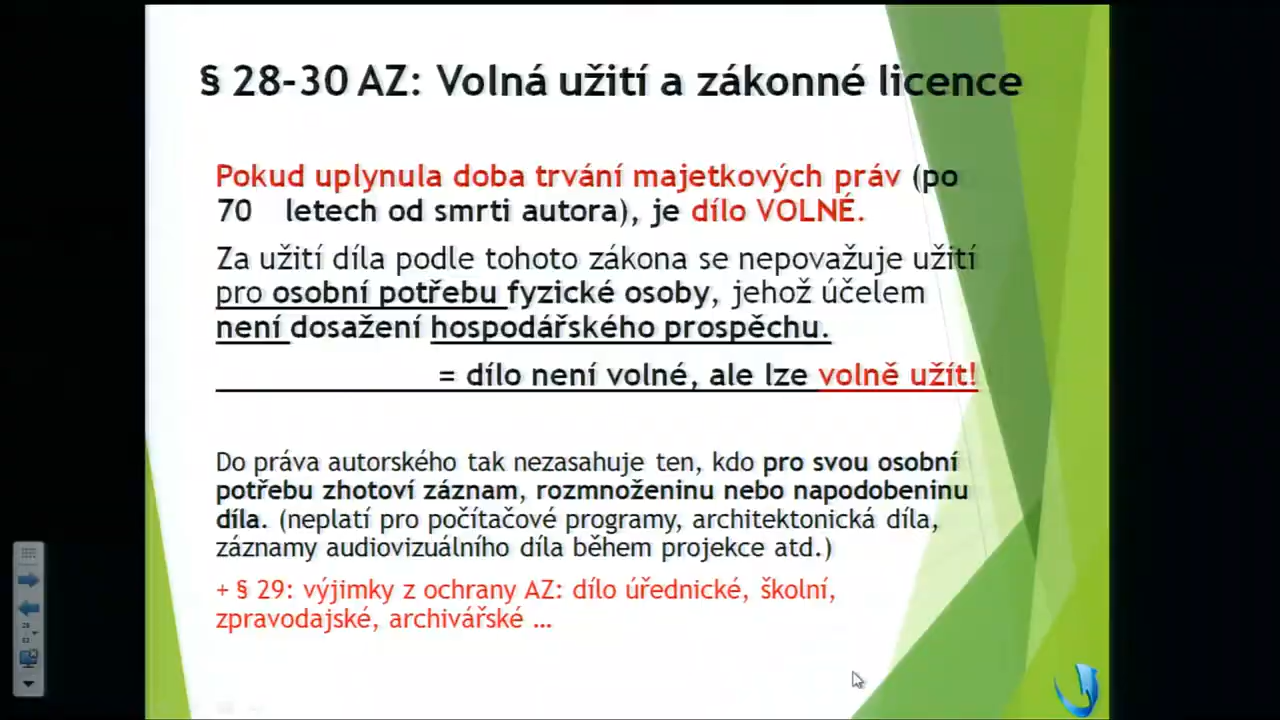 § 28-30 AZ: Volná užití a zákonné licence
Pokud uplynula doba trvání majetkových práv (po
70 letech od smrti autora), je dílo VOLNÉ.
Za užití díla podle tohoto zákona se nepovažuje užití
pro osobní potřebu fyzické osoby, jehož účelem
není dosažení hospodářského prospěchu.
= dílo není volné, ale lze volně užít!
Do práva autorského tak nezasahuje ten, kdo pro svou osobní
potřebu zhotoví záznam, rozmnoženinu nebo napodobeninu
díla. (neplatí pro počítačové programy, architektonická díla,
záznamy audiovizuálního díla během projekce atd.)
+ § 29: výjimky z ochrany AZ: dílo úřednické, školní,
zpravodajské, archivářské …